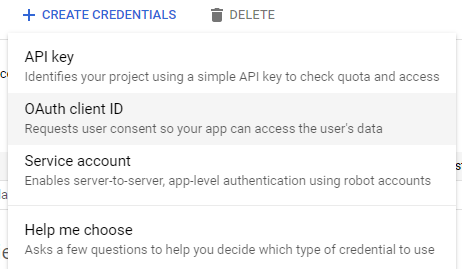 + CREATE CREDENTIALS DELETE
API key
Identifies your project using a simple API key to check quota and access
OAuth client ID
Requests user consent so your app can access the user's data
Service account
Enables server-to-server, app-level authentication using robot accounts
Help me choose
Asks a few questions to help you decide which type of credential to use